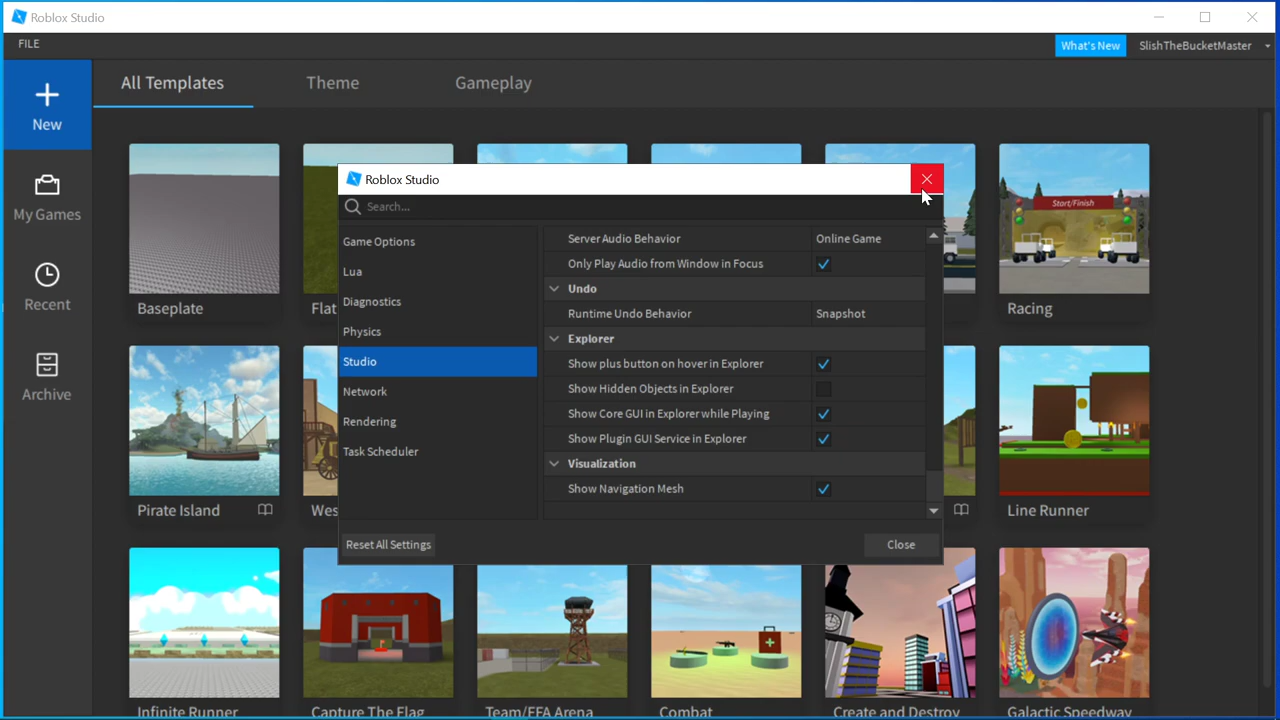 Roblox Studio
FILE
What's New
SlishTheBucketMaster
New
My Games
Recent
Archive
All Templates
Theme
Gameplay
Baseplate
Flat
Racing
Pirate Island
Wes
Line Runner
Infinite Runner
Capture The Flag
Team/FFA Arena
Combat
Create and Destroy
Galactic Speedway
Start/Finish
Roblox Studio
Search...
Game Options
Lua
Diagnostics
Physics
Studio
Network
Rendering
Task Scheduler
Server Audio Behavior Online Game
Only Play Audio from Window in Focus
Undo
Runtime Undo Behavior Snapshot
Explorer
Show plus button on hover in Explorer
Show Hidden Objects in Explorer
Show Core GUI in Explorer while Playing
Show Plugin GUI Service in Explorer
Visualization
Show Navigation Mesh
Reset All Settings
Close